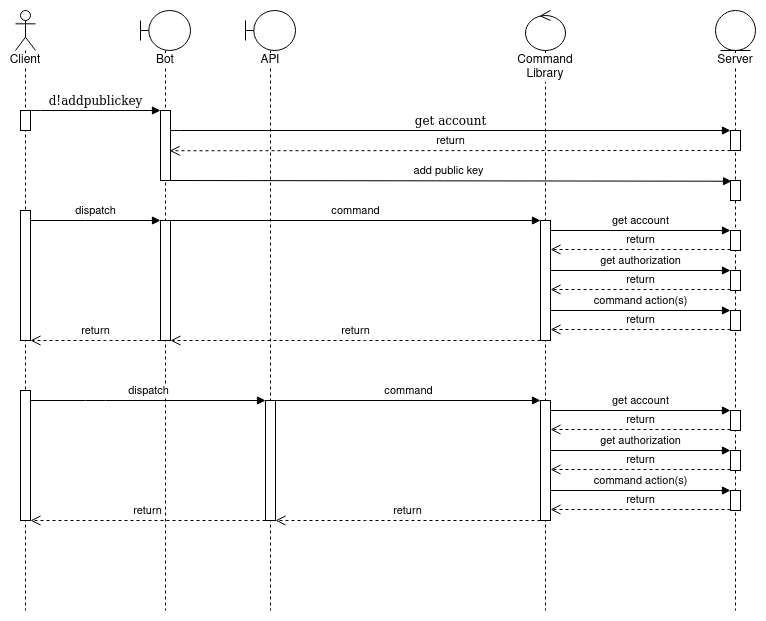 Client
Bot
API
Command
Library
Server
d!addpublickey
get account
return
add public key
dispatch
command
get account
return
get authorization
return
command action(s)
return
return
return
dispatch
command
get account
return
get authorization
return
command action(s)
return
return
return